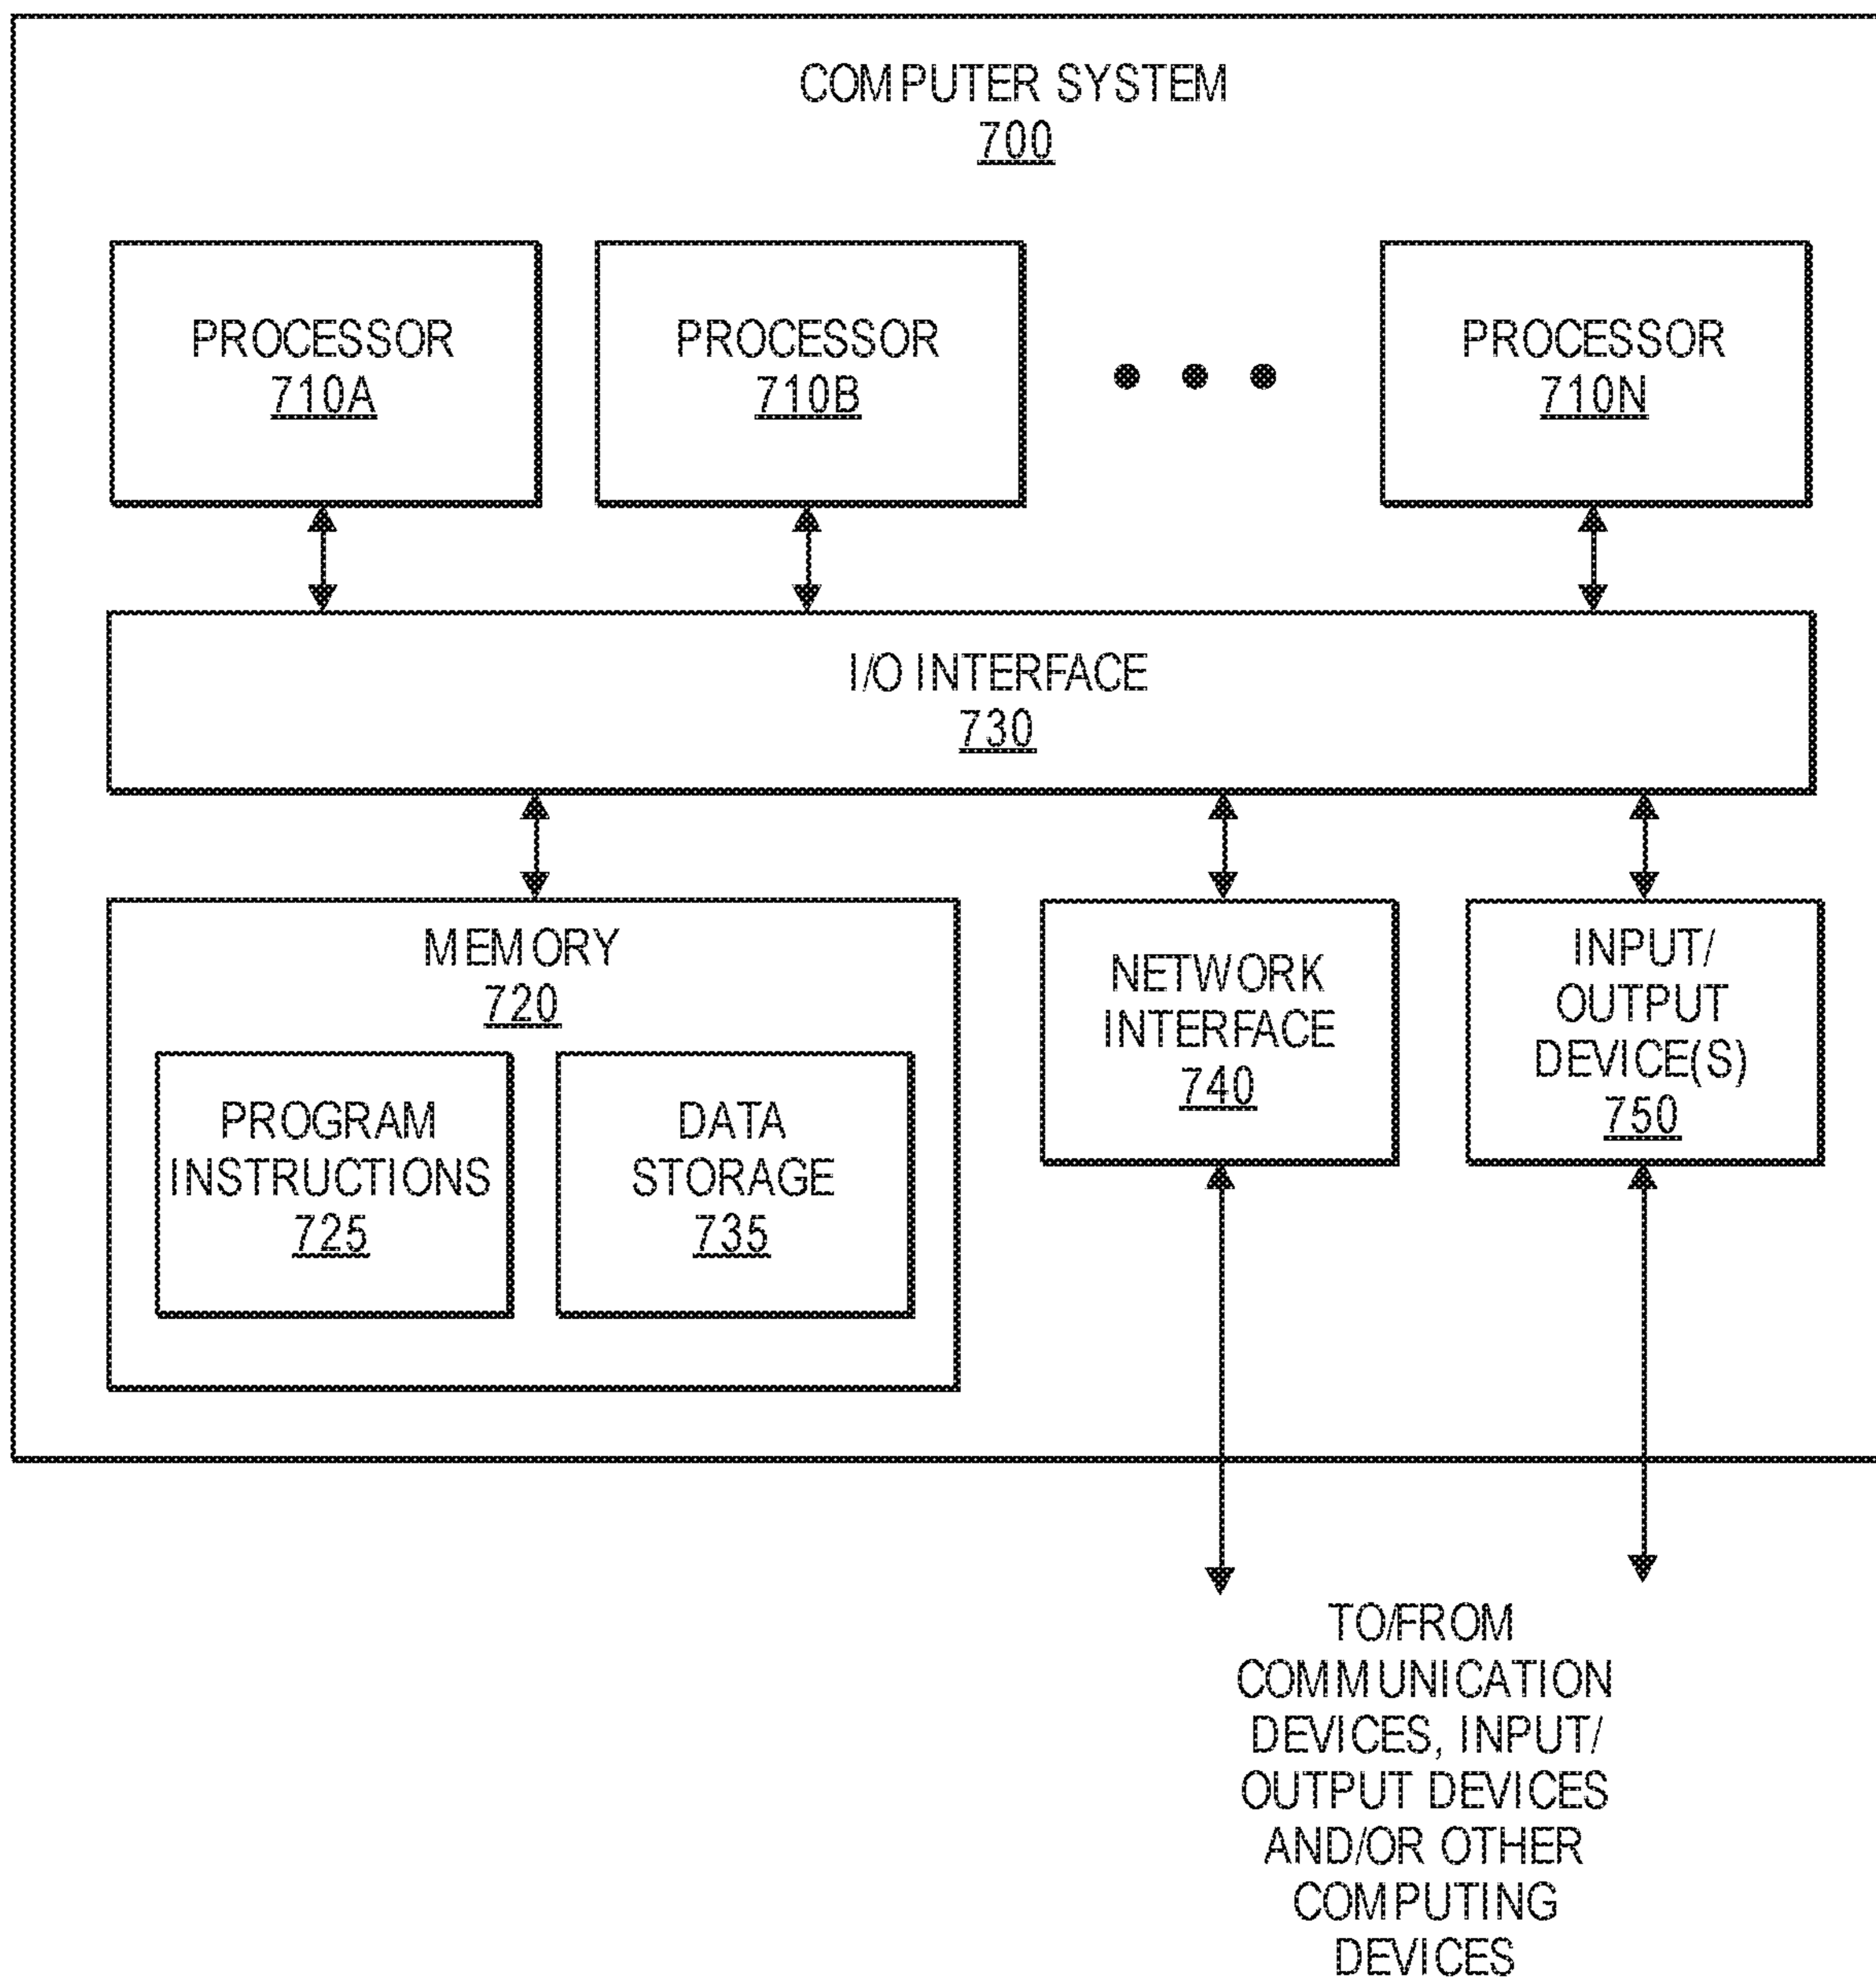 COMPUTER SYSTEM
700
PROCESSOR
710A
PROCESSOR
710B
PROCESSOR
710N
I/O INTERFACE
730
MEMORY
720
PROGRAM
INSTRUCTIONS
725
DATA
STORAGE
735
NETWORK
INTERFACE
740
INPUT/
OUTPUT
DEVICE(S)
750
TO/FROM
COMMUNICATION
DEVICES, INPUT/
OUTPUT DEVICES
AND/OR OTHER
COMPUTING
DEVICES